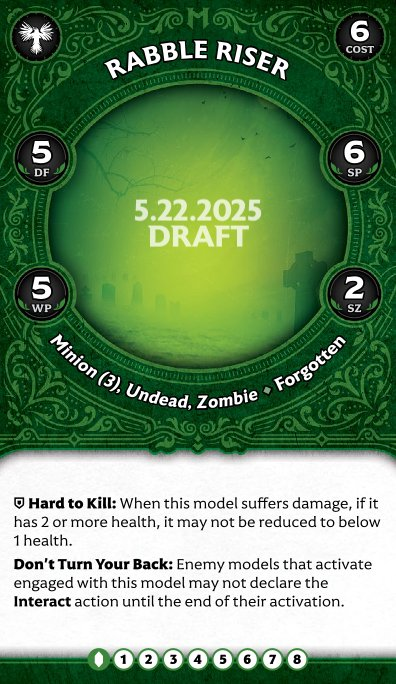 M
RABBLE RISER
6
COST
5
DF
6
SP
5.22.2025
DRAFT
5
WP
2
SZ
Minion (3), Undead, Zombie ♦ Forgotten
Hard to Kill: When this model suffers damage, if it
has 2 or more health, it may not be reduced to below
1 health.
Don't Turn Your Back: Enemy models that activate
engaged with this model may not declare the
Interact action until the end of their activation.
1 2 3 4 5 6 7 8